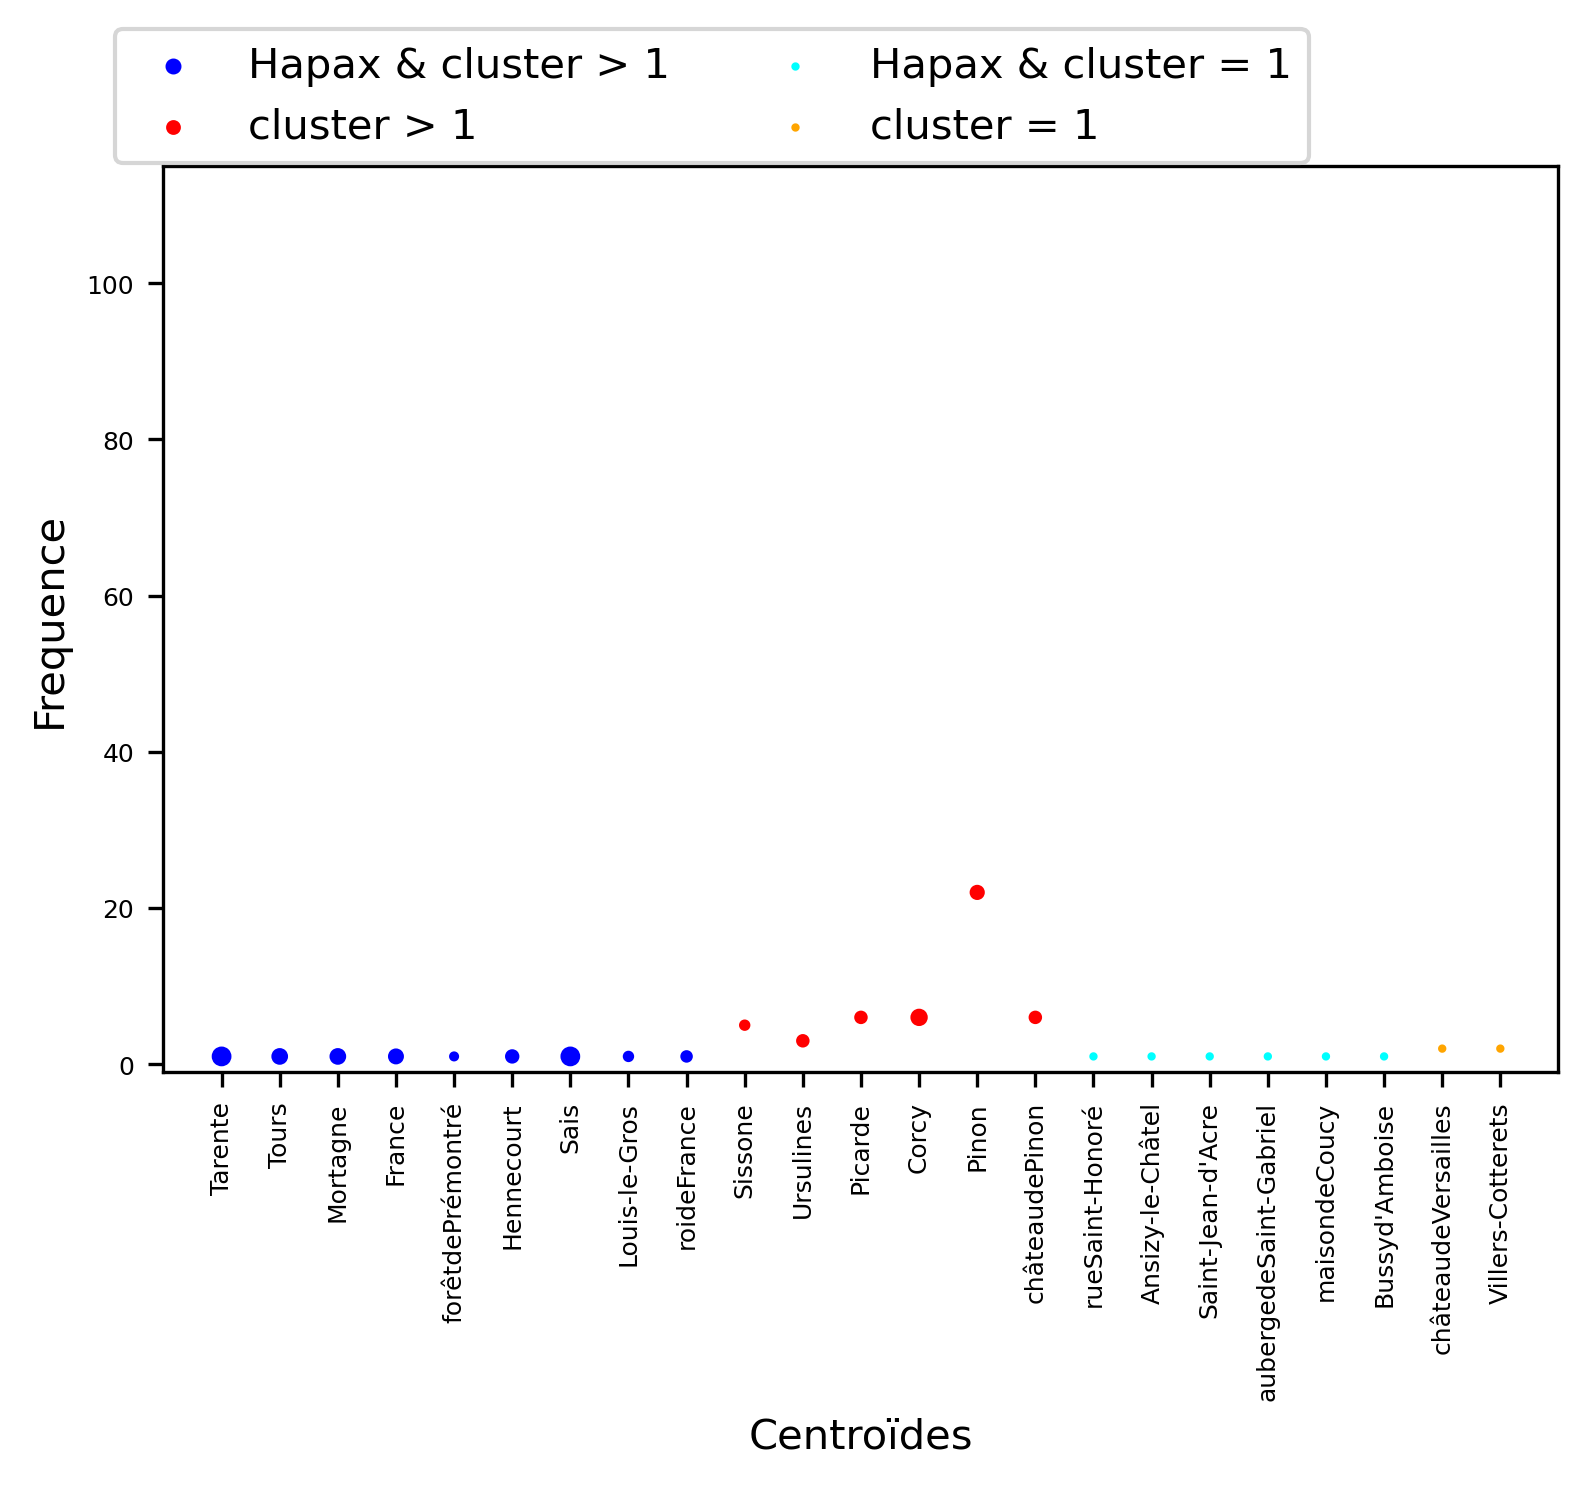 Hapax & cluster > 1
cluster > 1
Hapax & cluster = 1
cluster = 1
Frequence
100
80
60
40
20
0
Tarente
Tours
Mortagne
France
forêtdePrémontré
Hennecourt
Sais
Louis-le-Gros
roideFrance
Sissone
Ursulines
Picarde
Corcy
Pinon
châteaudePinon
rueSaint-Honoré
Ansizy-le-Châtel
Saint-Jean-d'Acre
aubergedeSaint-Gabriel
maisondeCoucy
Bussyd'Amboise
châteaudeVersailles
Villers-Cotterets
Centroïdes